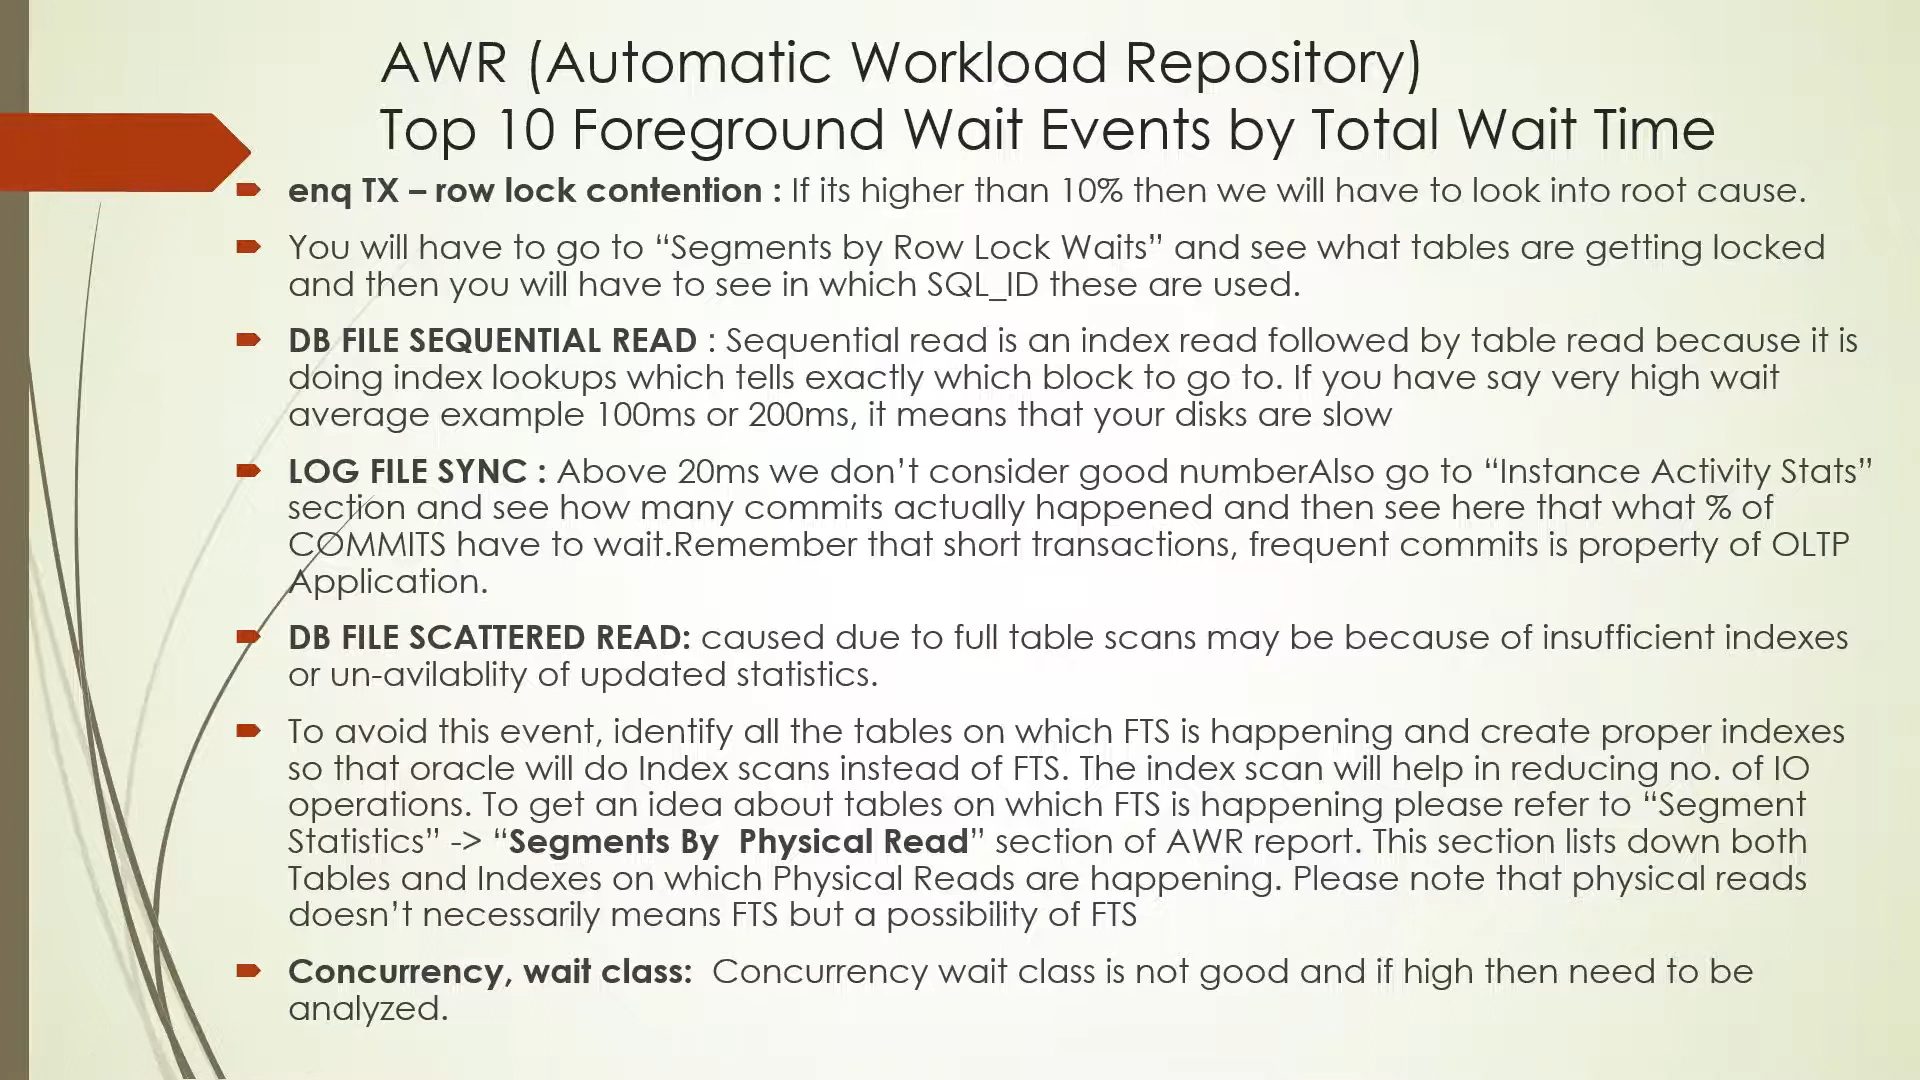 AWR (Automatic Workload Repository)
Top 10 Foreground Wait Events by Total Wait Time
enq TX – row lock contention : If its higher than 10% then we will have to look into root cause.
You will have to go to “Segments by Row Lock Waits” and see what tables are getting locked
and then you will have to see in which SQL_ID these are used.
DB FILE SEQUENTIAL READ : Sequential read is an index read followed by table read because it is
doing index lookups which tells exactly which block to go to. If you have say very high wait
average example 100ms or 200ms, it means that your disks are slow
LOG FILE SYNC : Above 20ms we don’t consider good numberAlso go to “Instance Activity Stats”
section and see how many commits actually happened and then see here that what % of
COMMITS have to wait.Remember that short transactions, frequent commits is property of OLTP
Application.
DB FILE SCATTERED READ: caused due to full table scans may be because of insufficient indexes
or un-avilablity of updated statistics.
To avoid this event, identify all the tables on which FTS is happening and create proper indexes
so that oracle will do Index scans instead of FTS. The index scan will help in reducing no. of IO
operations. To get an idea about tables on which FTS is happening please refer to “Segment
Statistics” -> “Segments By  Physical Read” section of AWR report. This section lists down both
Tables and Indexes on which Physical Reads are happening. Please note that physical reads
doesn’t necessarily means FTS but a possibility of FTS
Concurrency, wait class:  Concurrency wait class is not good and if high then need to be
analyzed.